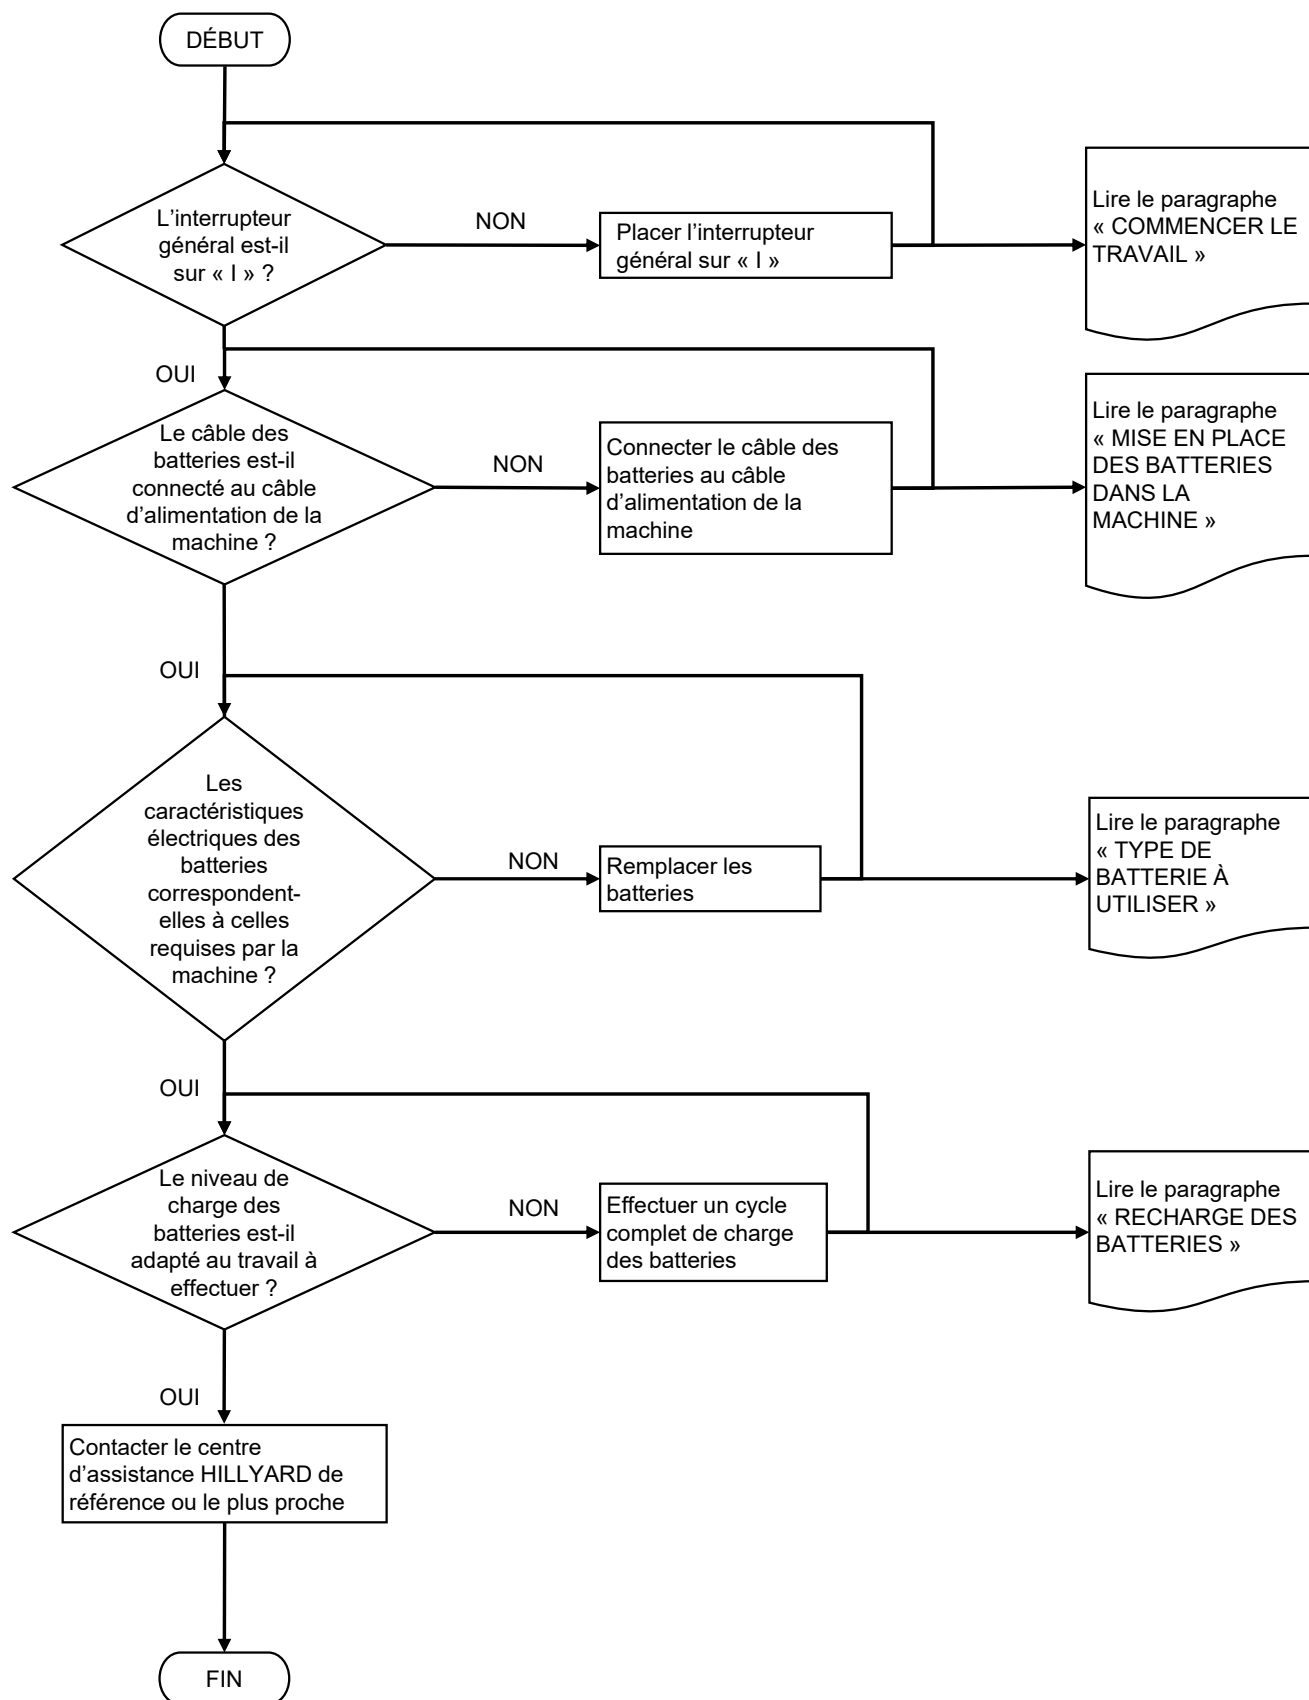 DÉBUT
L’interrupteur
général est-il
sur « I » ?
NON
Placer l’interrupteur
général sur « I »
Lire le paragraphe
« COMMENCER LE
TRAVAIL »
OUI
Le câble des
batteries est-il
connecté au câble
d’alimentation de la
machine ?
NON
Connecter le câble des
batteries au câble
d’alimentation de la
machine
Lire le paragraphe
« MISE EN PLACE
DES BATTERIES
DANS LA
MACHINE »
OUI
Les
caractéristiques
électriques des
batteries
correspondent-
elles à celles
requises par la
machine ?
NON
Remplacer les
batteries
Lire le paragraphe
« TYPE DE
BATTERIE À
UTILISER »
OUI
Le niveau de
charge des
batteries est-il
adapté au travail à
effectuer ?
NON
Effectuer un cycle
complet de charge
des batteries
Lire le paragraphe
« RECHARGE DES
BATTERIES »
OUI
Contacter le centre
d’assistance HILLYARD de
référence ou le plus proche
FIN